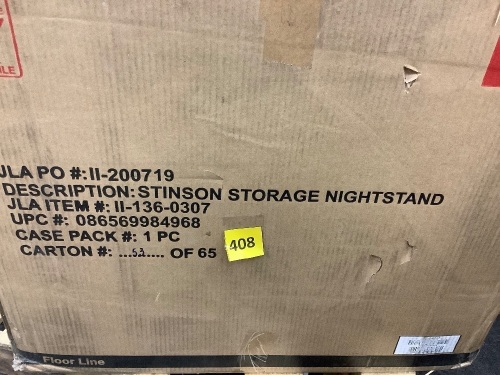 JLA PO #: II-200719
DESCRIPTION: STINSON STORAGE NIGHTSTAND
JLA ITEM #: II-136-0307
UPC #: 086569984968
CASE PACK #: 1 PC
CARTON #: ...52.... OF 65
408
Floor Line